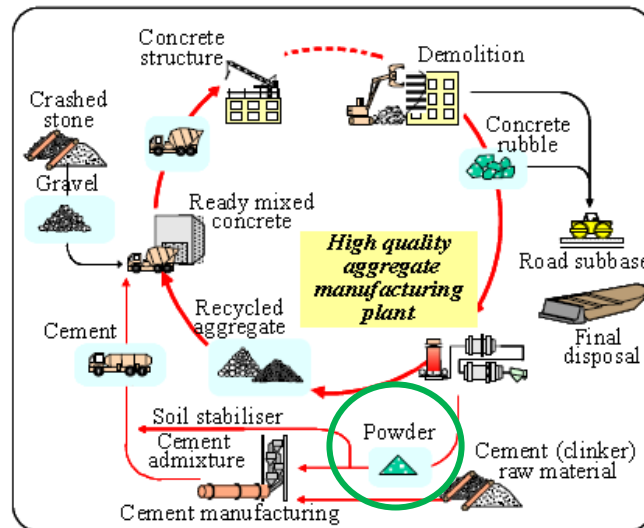 Concrete
structure
Demolition
Crashed
stone
Concrete
rubble
Gravel
Ready mixed
concrete
High quality
aggregate
manufacturing
plant
Road subbase
Recycled
aggregate
Final
disposal
Cement
Soil stabiliser
Powder
Cement
admixture
Cement (clinker)
raw material
Cement manufacturing